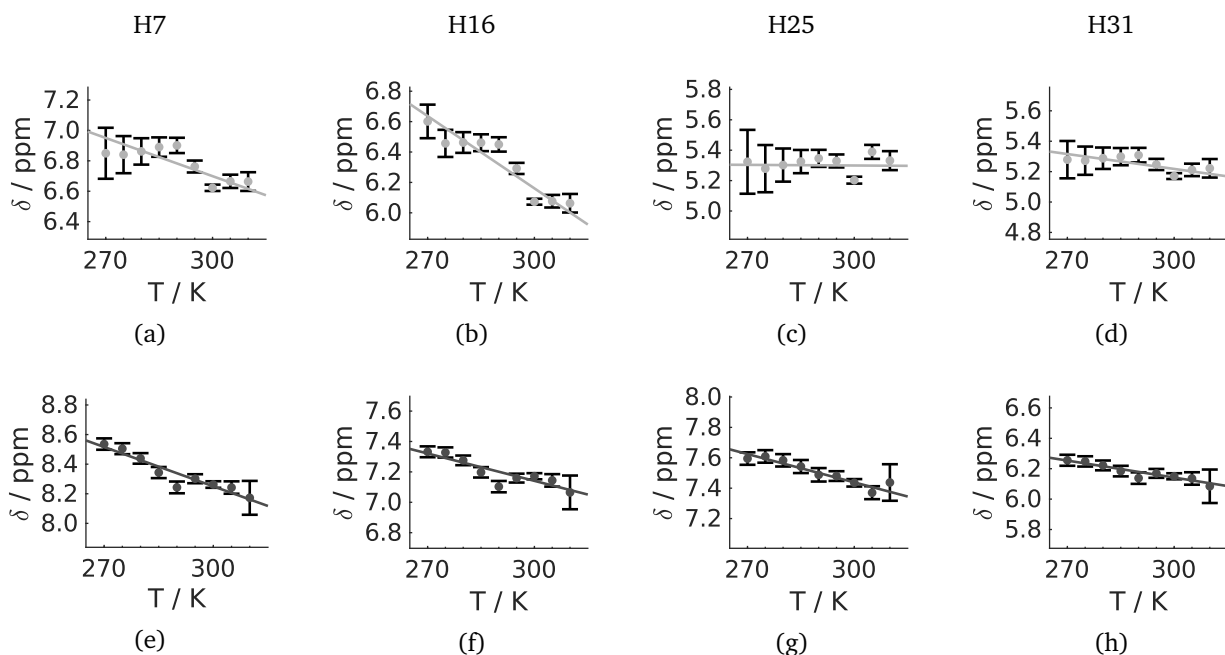 H7 H16 H25 H31
δ / ppm
7.2
7.0
6.8
6.6
6.4
270 300
T / K
(a)
δ / ppm
6.8
6.6
6.4
6.2
6.0
270 300
T / K
(b)
δ / ppm
5.8
5.6
5.4
5.2
5.0
270 300
T / K
(c)
δ / ppm
5.6
5.4
5.2
5.0
4.8
270 300
T / K
(d)
δ / ppm
8.8
8.6
8.4
8.2
8.0
270 300
T / K
(e)
δ / ppm
7.6
7.4
7.2
7.0
6.8
270 300
T / K
(f)
δ / ppm
8.0
7.8
7.6
7.4
7.2
270 300
T / K
(g)
δ / ppm
6.6
6.4
6.2
6.0
5.8
270 300
T / K
(h)